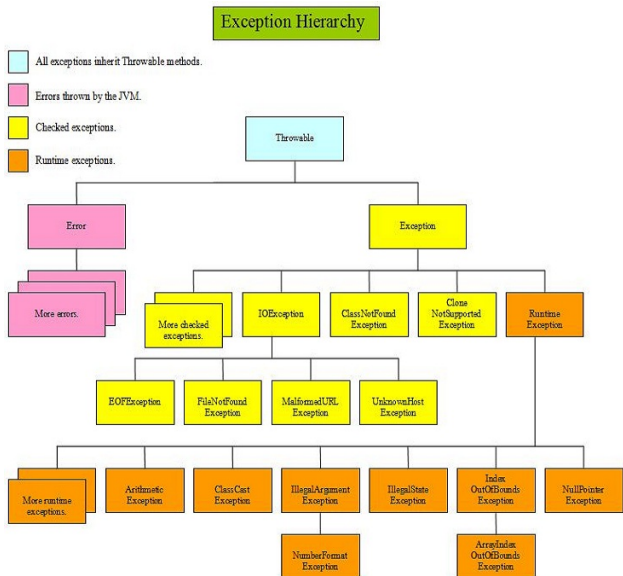 Exception Hierarchy
All exceptions inherit Throwable methods.
Errors thrown by the JVM.
Checked exceptions.
Runtime exceptions.
Throwable
Error
Exception
More errors.
More checked
exceptions.
IOException
ClassNotFound
Exception
Clone
NotSupported
Exception
Runtime
Exception
EOFException
FileNotFound
Exception
MalformedURL
Exception
UnknownHost
Exception
More runtime
exceptions.
Arithmetic
Exception
ClassCast
Exception
IllegalArgument
Exception
IllegalState
Exception
Index
OutOfBounds
Exception
NullPointer
Exception
NumberFormat
Exception
ArrayIndex
OutOfBounds
Exception